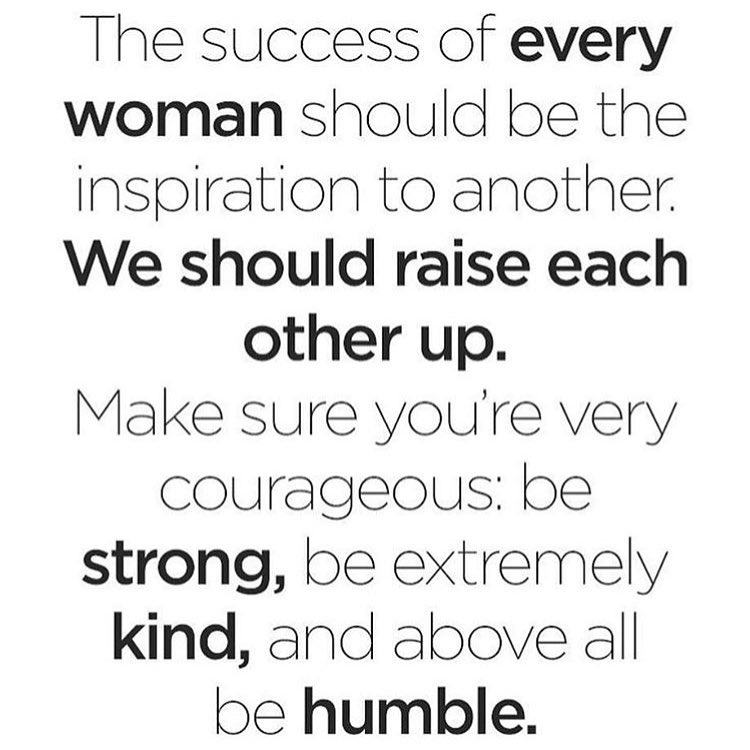 The success of every
woman should be the
inspiration to another.
We should raise each
other up.
Make sure you're very
courageous: be
strong, be extremely
kind, and above all
be humble.